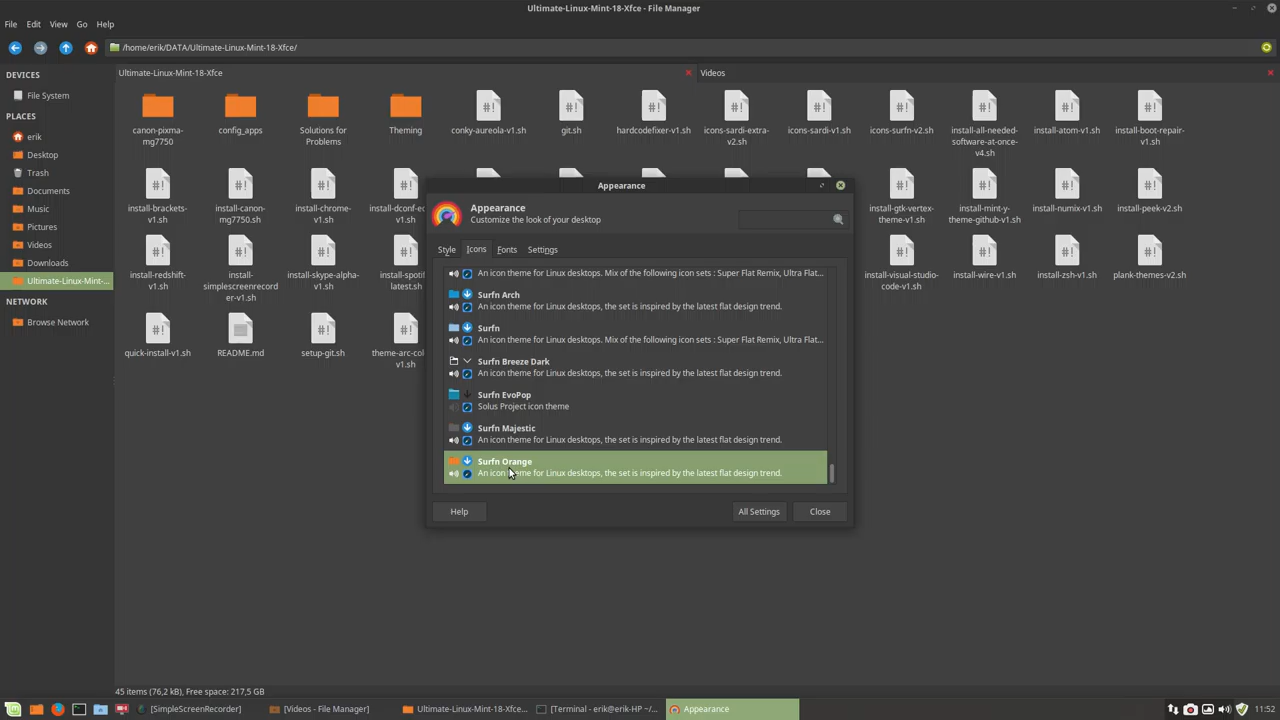 Ultimate-Linux-Mint-18-Xfce - File Manager
File Edit View Go Help
/home/erik/DATA/Ultimate-Linux-Mint-18-Xfce/
DEVICES
File System
PLACES
erik
Desktop
Trash
Documents
Music
Pictures
Videos
Downloads
Ultimate-Linux-Mint-...
NETWORK
Browse Network
Ultimate-Linux-Mint-18-Xfce
Videos
canon-pixma-
mg7750
config_apps
Solutions for
Problems
Theming
conky-aureola-v1.sh
git.sh
hardcodefixer-v1.sh
icons-sardi-extra-
v2.sh
icons-sardi-v1.sh
icons-surfn-v2.sh
install-all-needed-
software-at-once-
v4.sh
install-atom-v1.sh
install-boot-repair-
v1.sh
install-brackets-
v1.sh
install-canon-
mg7750.sh
install-chrome-
v1.sh
install-dconf-e
v1.sh
install-gtk-vertex-
theme-v1.sh
install-mint-y-
theme-github-v1.sh
install-numix-v1.sh
install-peek-v2.sh
install-redshift-
v1.sh
install-
simplescreenrecord
er-v1.sh
install-skype-alpha-
v1.sh
install-spotif
latest.sh
install-visual-studio-
code-v1.sh
install-wire-v1.sh
install-zsh-v1.sh
plank-themes-v2.sh
quick-install-v1.sh
README.md
setup-git.sh
theme-arc-col
v1.sh
Appearance
Appearance
Customize the look of your desktop
Style Icons Fonts Settings
An icon theme for Linux desktops. Mix of the following icon sets : Super Flat Remix, Ultra Flat...
Surfn Arch
An icon theme for Linux desktops, the set is inspired by the latest flat design trend.
Surfn
An icon theme for Linux desktops. Mix of the following icon sets : Super Flat Remix, Ultra Flat...
Surfn Breeze Dark
An icon theme for Linux desktops, the set is inspired by the latest flat design trend.
Surfn EvoPop
Solus Project icon theme
Surfn Majestic
An icon theme for Linux desktops, the set is inspired by the latest flat design trend.
Surfn Orange
An icon theme for Linux desktops, the set is inspired by the latest flat design trend.
Help All Settings Close
45 items (76,2 kB), Free space: 217,5 GB
[SimpleScreenRecorder] [Videos - File Manager] Ultimate-Linux-Mint-18-Xfce... [Terminal - erik@erik-HP ~/... Appearance 11:52